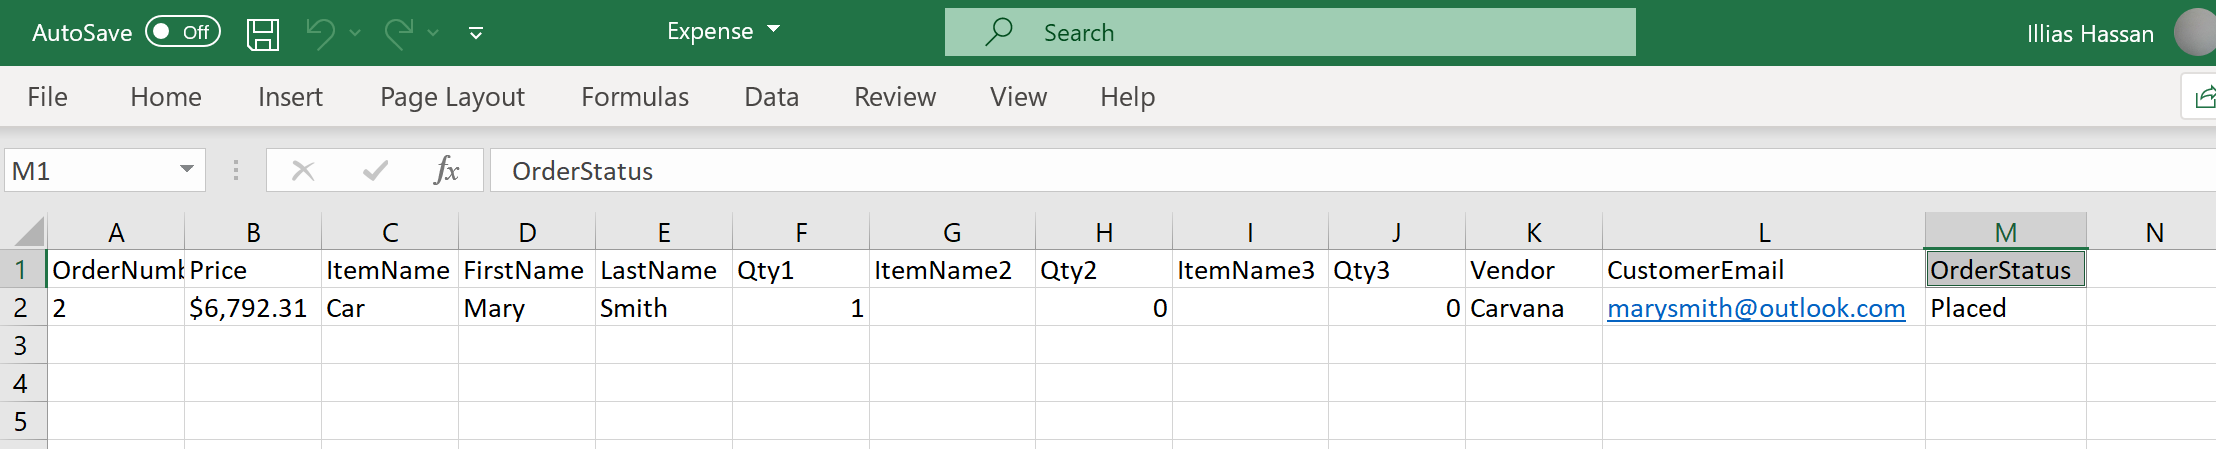 AutoSave Off Expense Search Illias Hassan
File Home Insert Page Layout Formulas Data Review View Help
M1 fx OrderStatus
A B C D E F G H I J K L M N
1 OrderNumb Price ItemName FirstName LastName Qty1 ItemName2 Qty2 ItemName3 Qty3 Vendor CustomerEmail OrderStatus
2 2 $6,792.31 Car Mary Smith 1 0 0 Carvana marysmith@outlook.com Placed
3
4
5